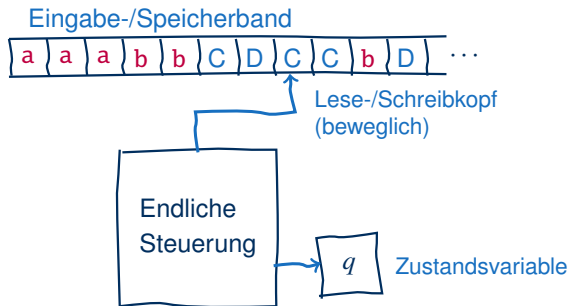 Eingabe-/Speicherband
a a a b b C D C C b D ···
Lese-/Schreibkopf
(beweglich)
Endliche
Steuerung
q Zustandsvariable